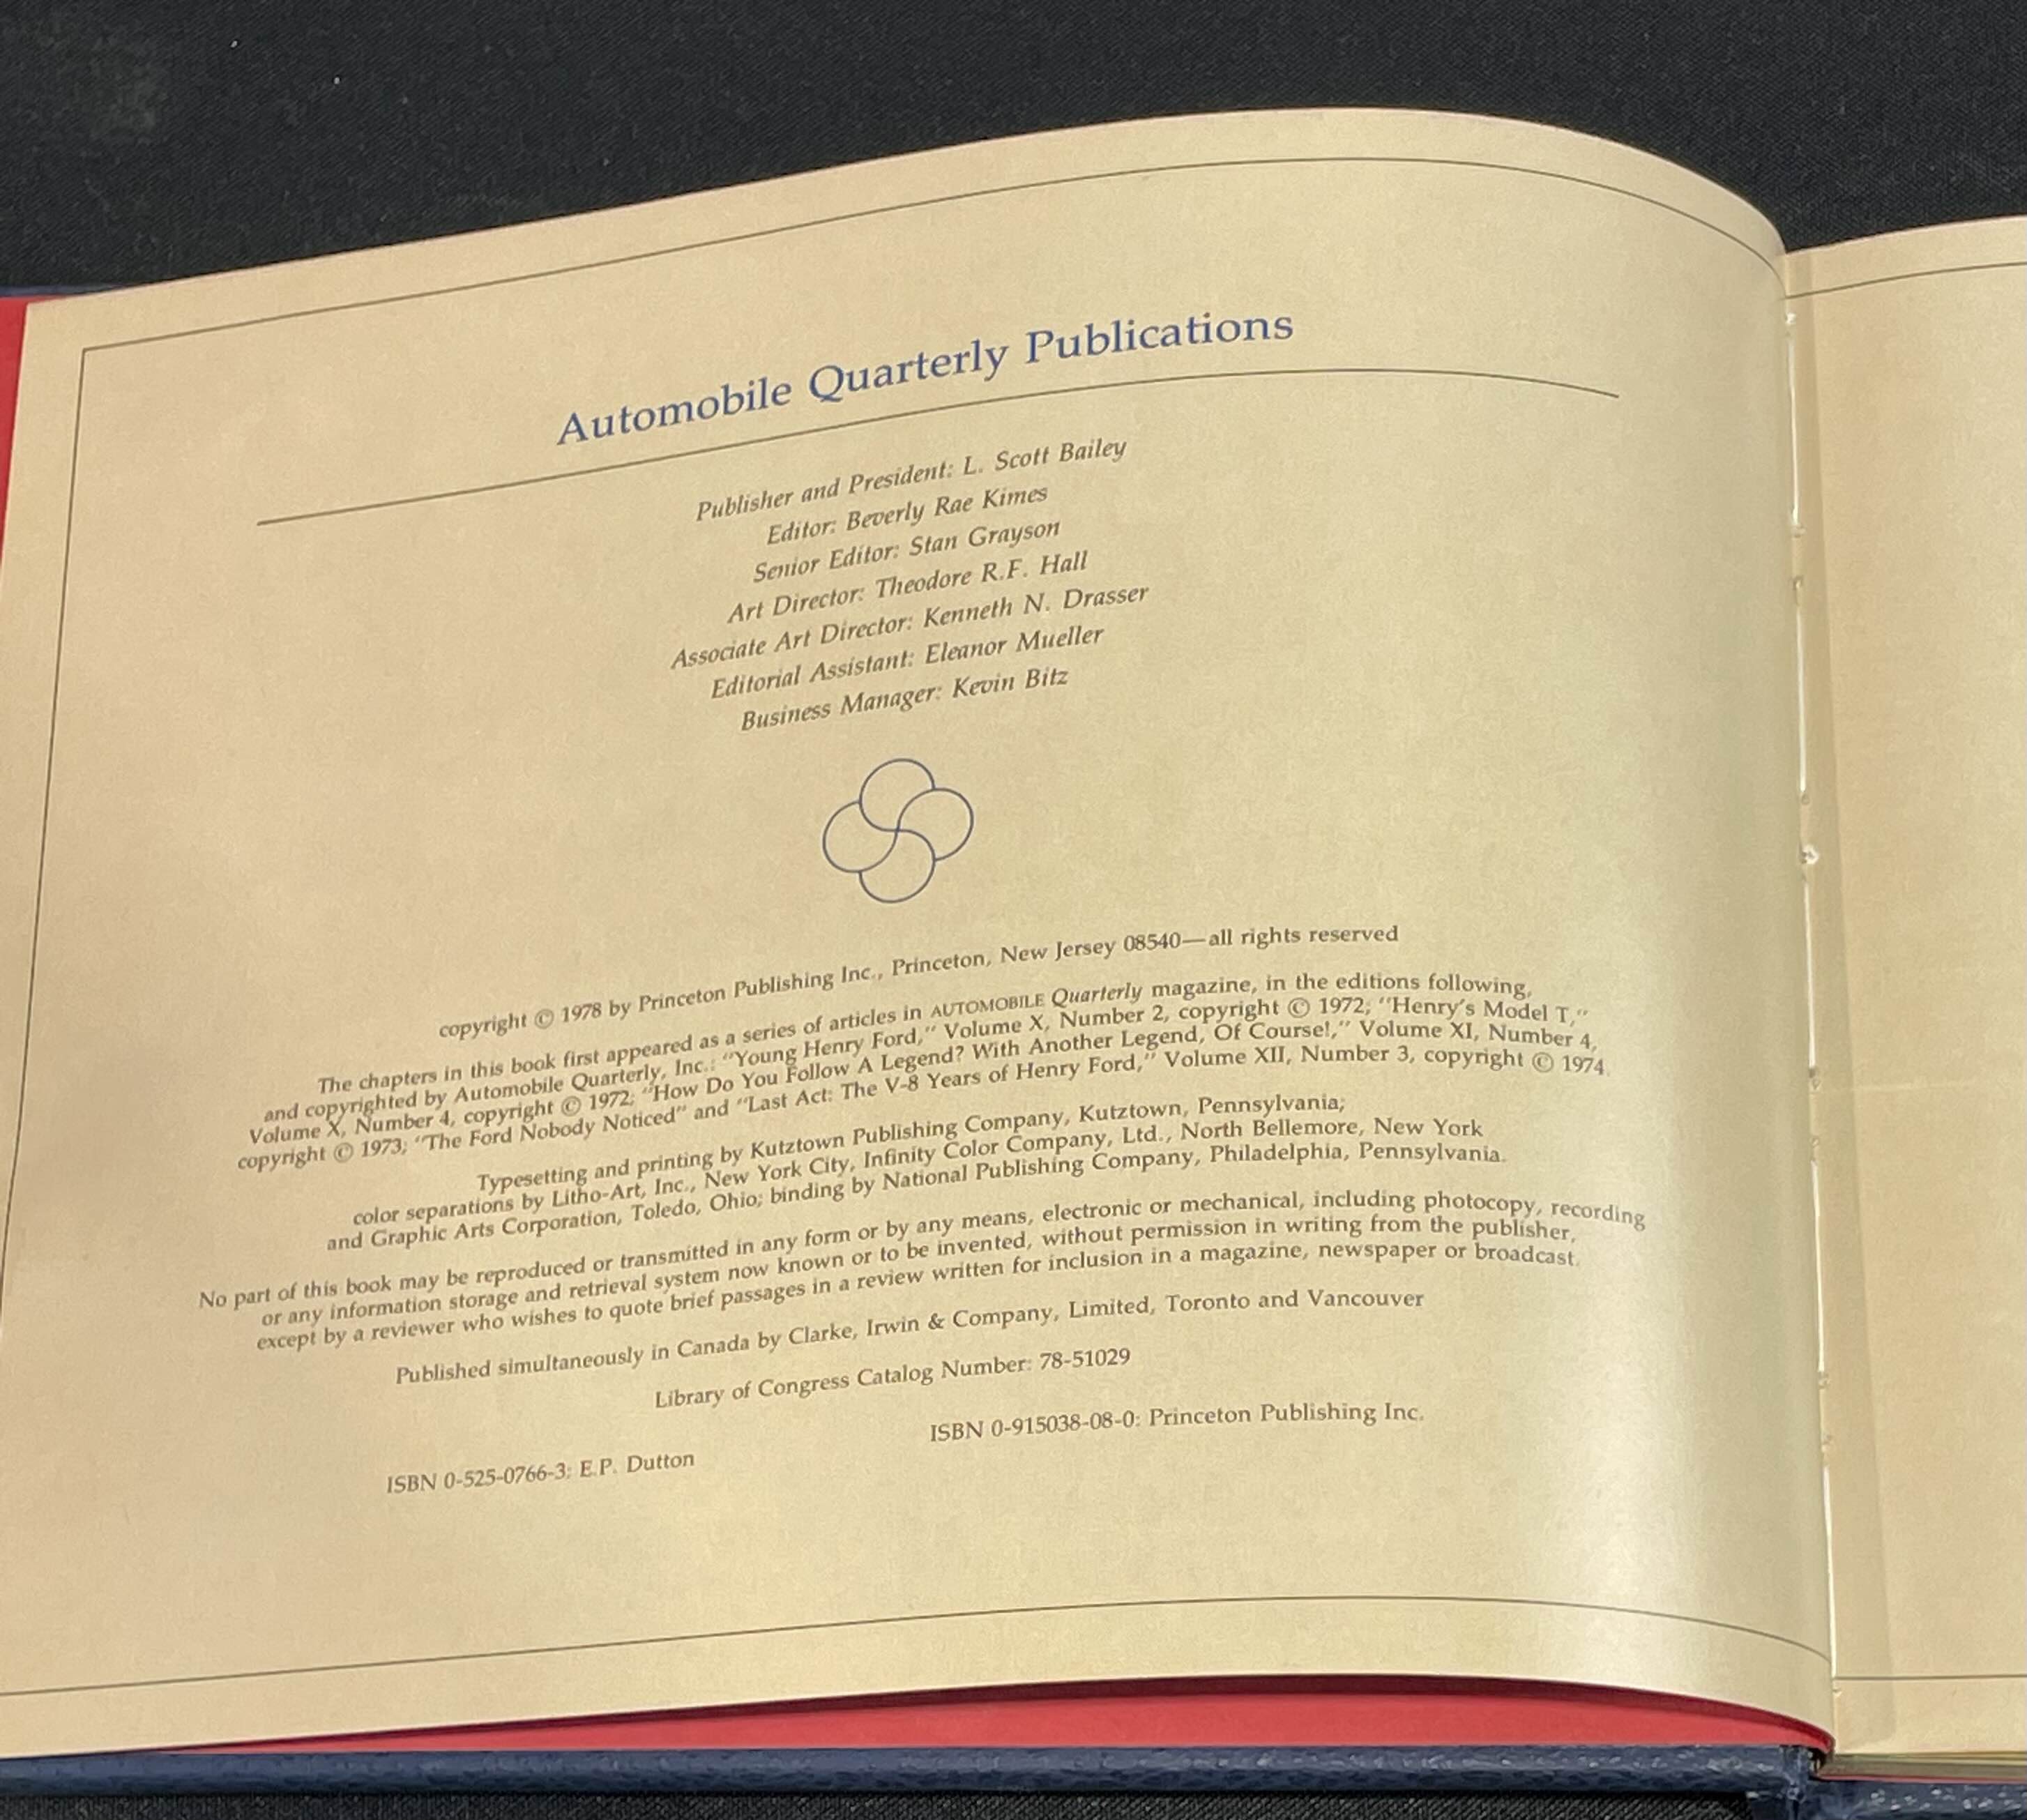 Automobile Quarterly Publications
Publisher and President: L. Scott Bailey
Editor: Beverly Rae Kimes
Senior Editor: Stan Grayson
Art Director: Theodore R.F. Hall
Associate Art Director: Kenneth N. Drasser
Editorial Assistant: Eleanor Mueller
Business Manager: Kevin Bitz
copyright © 1978 by Princeton Publishing Inc., Princeton, New Jersey 08540—all rights reserved
The chapters in this book first appeared as a series of articles in AUTOMOBILE Quarterly magazine, in the editions following,
and copyrighted by Automobile Quarterly, Inc.: "Young Henry Ford," Volume X, Number 2, copyright © 1972; "Henry's Model T,"
Volume X, Number 4, copyright © 1972; "How Do You Follow A Legend? With Another Legend, Of Course!," Volume XI, Number 4,
copyright © 1973; "The Ford Nobody Noticed" and "Last Act: The V-8 Years of Henry Ford," Volume XII, Number 3, copyright © 1974.
Typesetting and printing by Kutztown Publishing Company, Kutztown, Pennsylvania;
color separations by Litho-Art, Inc., New York City, Infinity Color Company, Ltd., North Bellemore, New York
and Graphic Arts Corporation, Toledo, Ohio; binding by National Publishing Company, Philadelphia, Pennsylvania.
No part of this book may be reproduced or transmitted in any form or by any means, electronic or mechanical, including photocopy, recording
or any information storage and retrieval system now known or to be invented, without permission in writing from the publisher,
except by a reviewer who wishes to quote brief passages in a review written for inclusion in a magazine, newspaper or broadcast.
Published simultaneously in Canada by Clarke, Irwin & Company, Limited, Toronto and Vancouver
Library of Congress Catalog Number: 78-51029
ISBN 0-525-0766-3: E.P. Dutton
ISBN 0-915038-08-0: Princeton Publishing Inc.